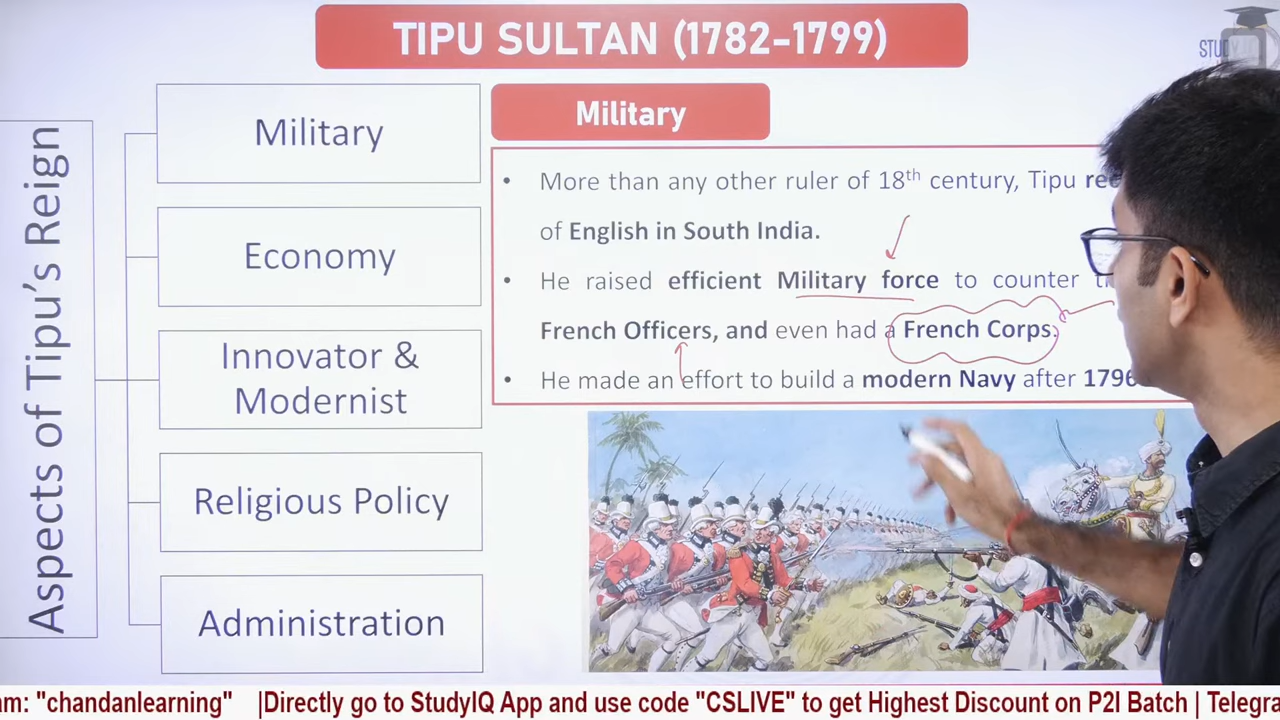 TIPU SULTAN (1782-1799)
Aspects of Tipu's Reign
Military
Economy
Innovator &
Modernist
Religious Policy
Administration
Military
• More than any other ruler of 18th century, Tipu
of English in South India.
• He raised efficient Military force to counter
French Officers, and even had a French Corps.
• He made an effort to build a modern Navy after 1796
am: "chandanlearning" |Directly go to StudyIQ App and use code "CSLIVE" to get Highest Discount on P2I Batch | Telegra